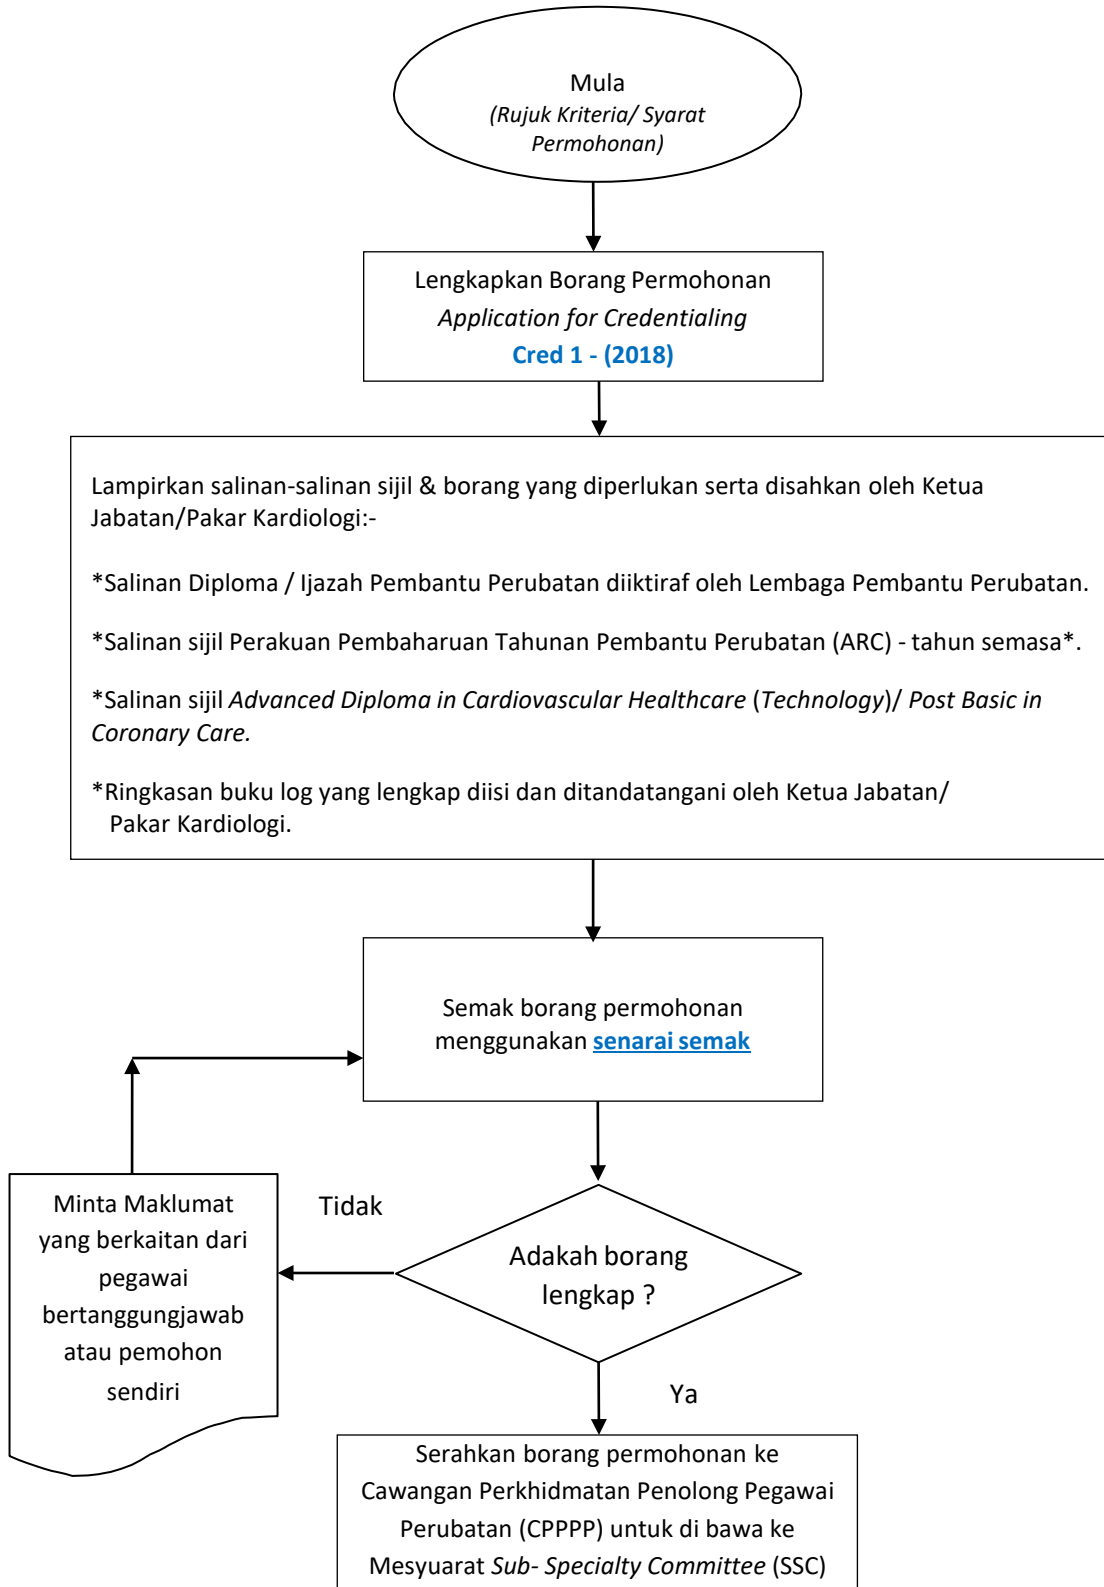 Mula
(Rujuk Kriteria/ Syarat
Permohonan)
Lengkapkan Borang Permohonan
Application for Credentialing
Cred 1 - (2018)
Lampirkan salinan-salinan sijil & borang yang diperlukan serta disahkan oleh Ketua
Jabatan/Pakar Kardiologi:-
*Salinan Diploma / Ijazah Pembantu Perubatan diiktiraf oleh Lembaga Pembantu Perubatan.
*Salinan sijil Perakuan Pembaharuan Tahunan Pembantu Perubatan (ARC) - tahun semasa*.
*Salinan sijil Advanced Diploma in Cardiovascular Healthcare (Technology)/ Post Basic in
Coronary Care.
*Ringkasan buku log yang lengkap diisi dan ditandatangani oleh Ketua Jabatan/
Pakar Kardiologi.
Semak borang permohonan
menggunakan senarai semak
Minta Maklumat
yang berkaitan dari
pegawai
bertanggungjawab
atau pemohon
sendiri
Tidak
Adakah borang
lengkap ?
Ya
Serahkan borang permohonan ke
Cawangan Perkhidmatan Penolong Pegawai
Perubatan (CPPPP) untuk di bawa ke
Mesyuarat Sub- Specialty Committee (SSC)